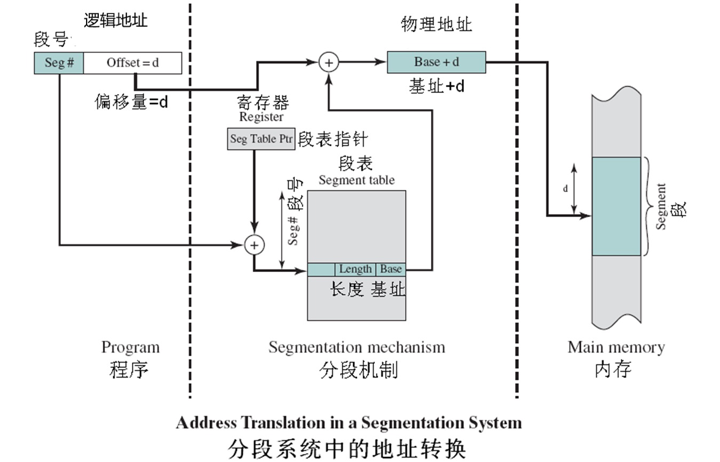 逻辑地址
物理地址
段号
Seg #
Offset = d
Base + d
偏移量=d
基址+d
寄存器
Register
Seg Table Ptr
段表指针
段表
Segment table
Seg# 段号
d
Segment
段
Length
Base
长度 基址
Program
程序
Segmentation mechanism
分段机制
Main memory
内存
Address Translation in a Segmentation System
分段系统中的地址转换